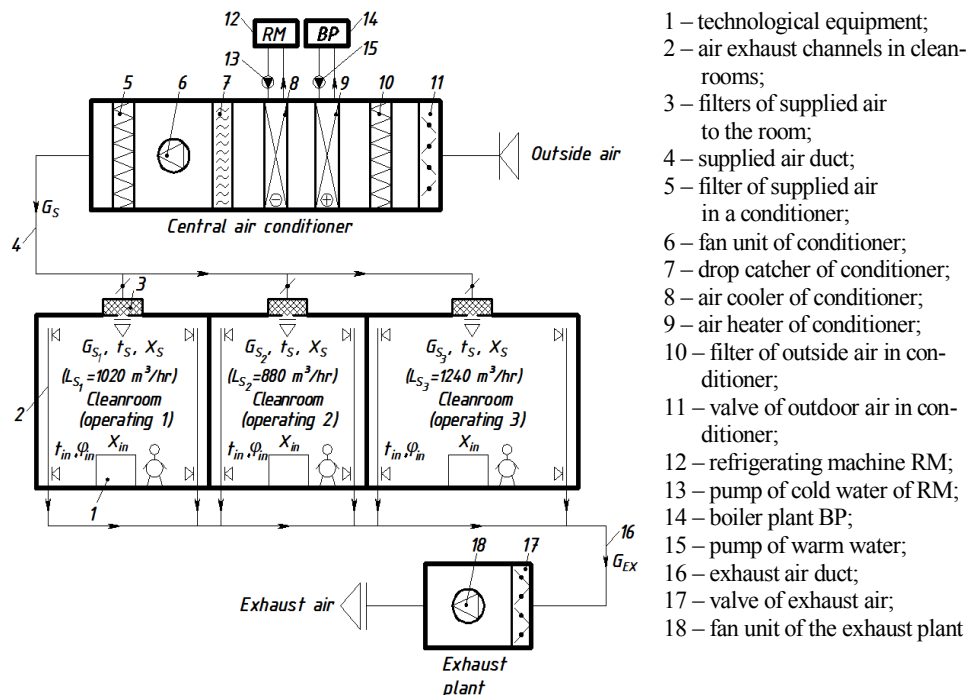 12
RM
BP
14
13
15
5
6
7
8
9
10
11
Outside air
G_S
Central air conditioner
4
3
G_S1, t_S, X_S
(L_S1=1020 m³/hr)
Cleanroom
(operating 1)
t_in, φ_in
X_in
G_S2, t_S, X_S
(L_S2=880 m³/hr)
Cleanroom
(operating 2)
t_in, φ_in
X_in
G_S3, t_S, X_S
(L_S3=1240 m³/hr)
Cleanroom
(operating 3)
t_in, φ_in
X_in
2
1
16
18
17
G_EX
Exhaust air
Exhaust
plant
1 – technological equipment;
2 – air exhaust channels in clean-
rooms;
3 – filters of supplied air
to the room;
4 – supplied air duct;
5 – filter of supplied air
in a conditioner;
6 – fan unit of conditioner;
7 – drop catcher of conditioner;
8 – air cooler of conditioner;
9 – air heater of conditioner;
10 – filter of outside air in con-
ditioner;
11 – valve of outdoor air in con-
ditioner;
12 – refrigerating machine RM;
13 – pump of cold water of RM;
14 – boiler plant BP;
15 – pump of warm water;
16 – exhaust air duct;
17 – valve of exhaust air;
18 – fan unit of the exhaust plant